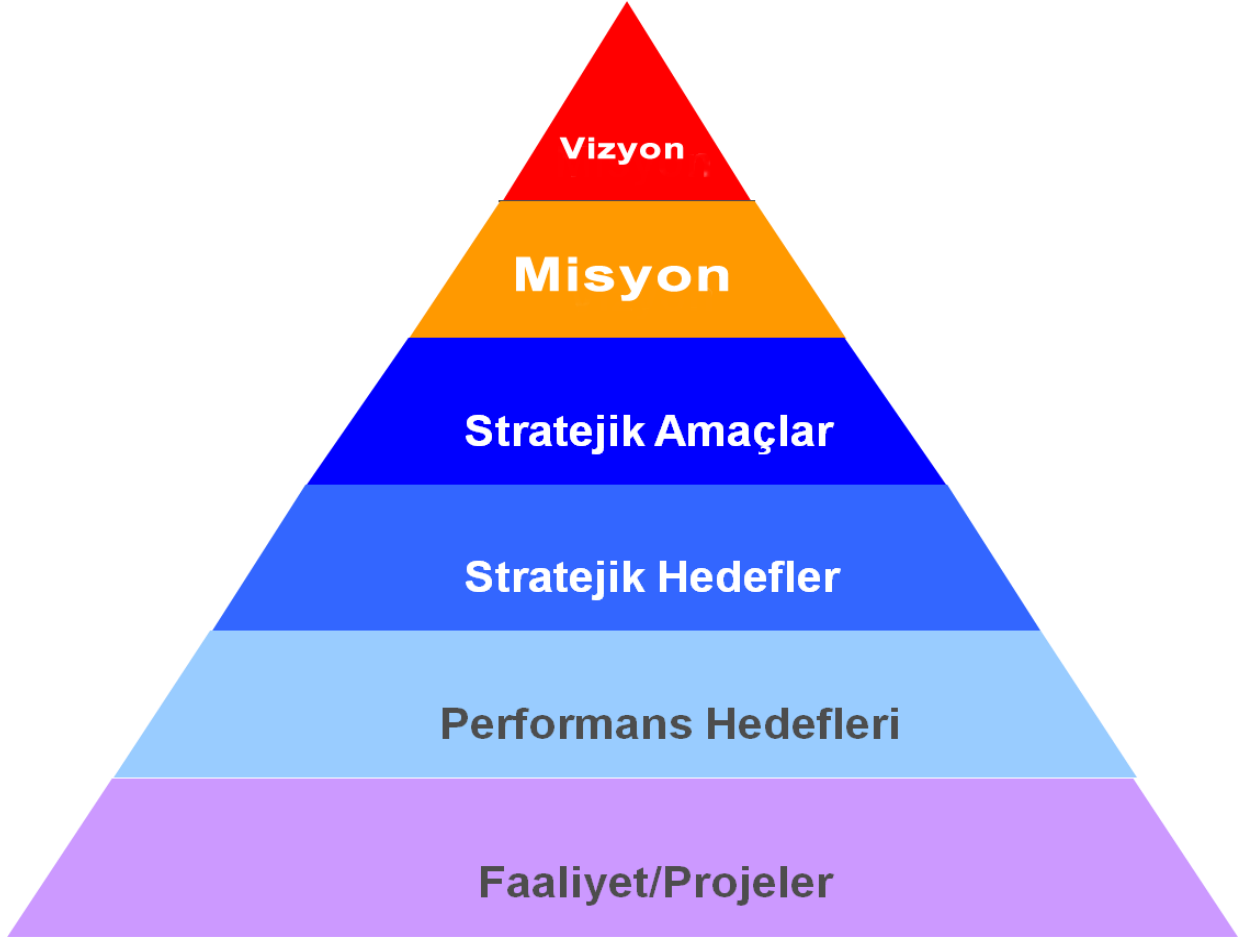 Vizyon
Misyon
Stratejik Amaçlar
Stratejik Hedefler
Performans Hedefleri
Faaliyet/Projeler